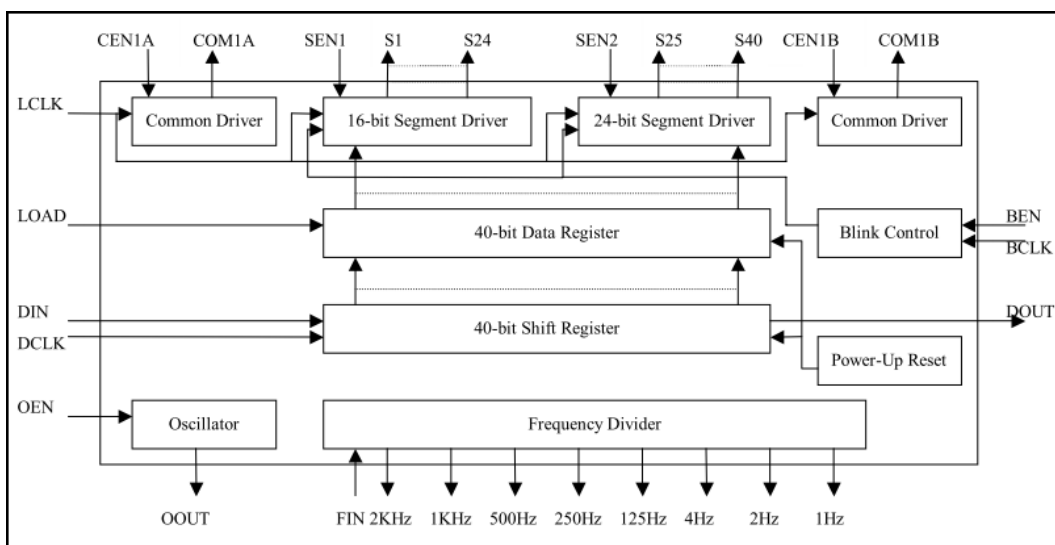 CEN1A COM1A SEN1 S1 S24 SEN2 S25 S40 CEN1B COM1B
LCLK Common Driver 16-bit Segment Driver 24-bit Segment Driver Common Driver
LOAD 40-bit Data Register Blink Control BEN
BCLK
DIN 40-bit Shift Register DOUT
DCLK
Power-Up Reset
OEN Oscillator Frequency Divider
OOUT FIN 2KHz 1KHz 500Hz 250Hz 125Hz 4Hz 2Hz 1Hz